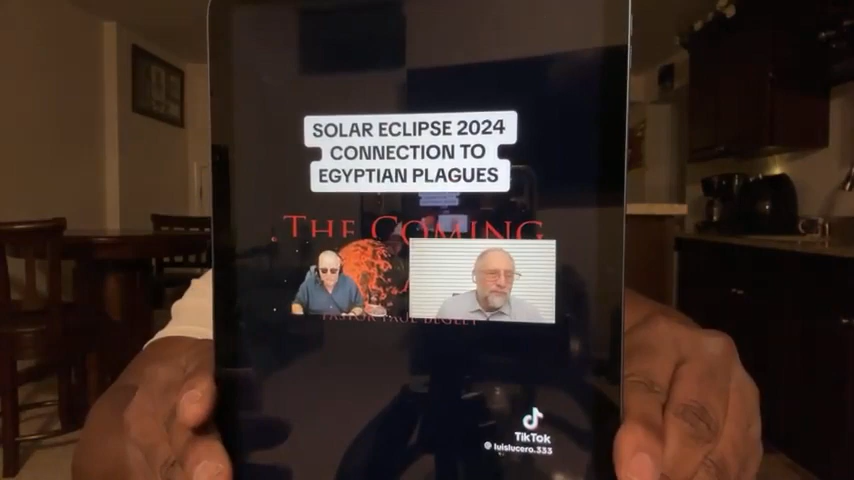 SOLAR ECLIPSE 2024
CONNECTION TO
EGYPTIAN PLAGUES
THE COMING
PASTOR PAUL BEGLEY
TikTok
@luislucero.333